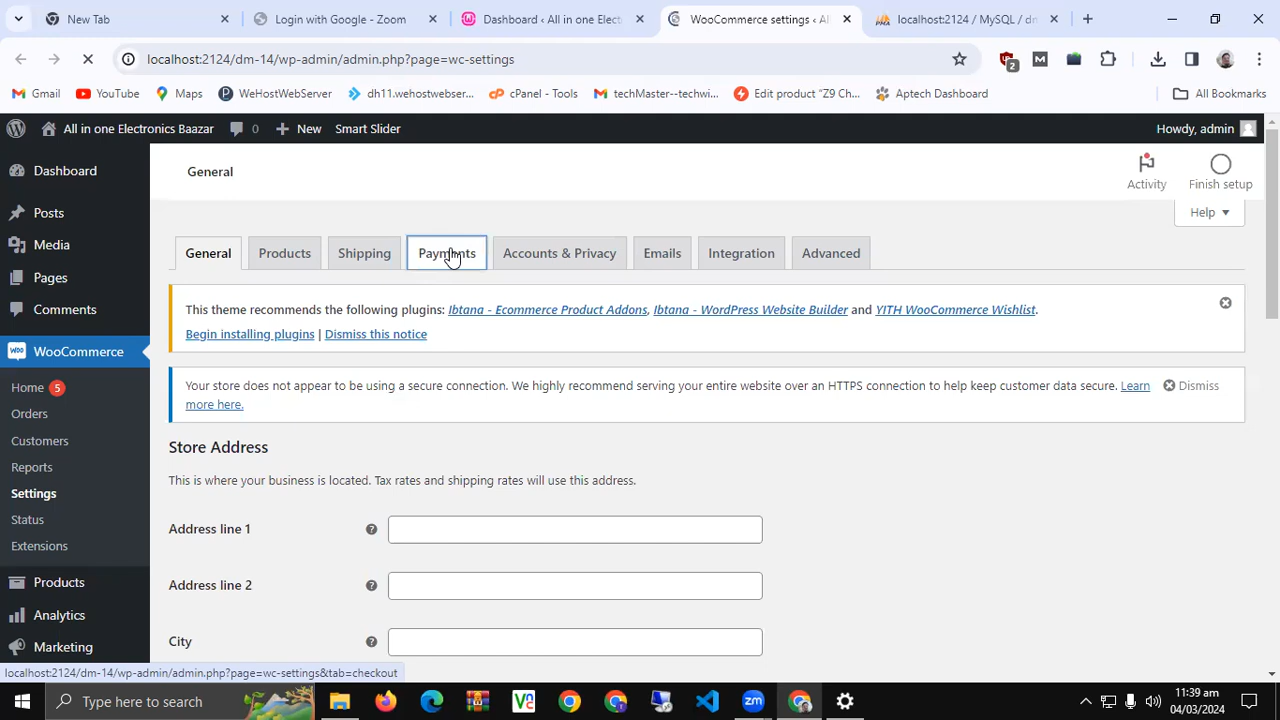 New Tab
Login with Google - Zoom
Dashboard ‹ All in one Elect
WooCommerce settings ‹ All
localhost:2124 / MySQL / dm
localhost:2124/dm-14/wp-admin/admin.php?page=wc-settings
2
Gmail
YouTube
Maps
WeHostWebServer
dh11.wehostwebser...
cPanel - Tools
techMaster--techwi...
Edit product "Z9 Ch...
Aptech Dashboard
All Bookmarks
All in one Electronics Baazar
0
New
Smart Slider
Howdy, admin
Dashboard
Posts
Media
Pages
Comments
WooCommerce
Home 5
Orders
Customers
Reports
Settings
Status
Extensions
Products
Analytics
Marketing
General
Activity
Finish setup
Help
General
Products
Shipping
Payments
Accounts & Privacy
Emails
Integration
Advanced
This theme recommends the following plugins: Ibtana - Ecommerce Product Addons, Ibtana - WordPress Website Builder and YITH WooCommerce Wishlist.
Begin installing plugins | Dismiss this notice
Your store does not appear to be using a secure connection. We highly recommend serving your entire website over an HTTPS connection to help keep customer data secure. Learn
more here.
Dismiss
Store Address
This is where your business is located. Tax rates and shipping rates will use this address.
Address line 1
Address line 2
City
localhost:2124/dm-14/wp-admin/admin.php?page=wc-settings&tab=checkout
Type here to search
11:39 am
04/03/2024